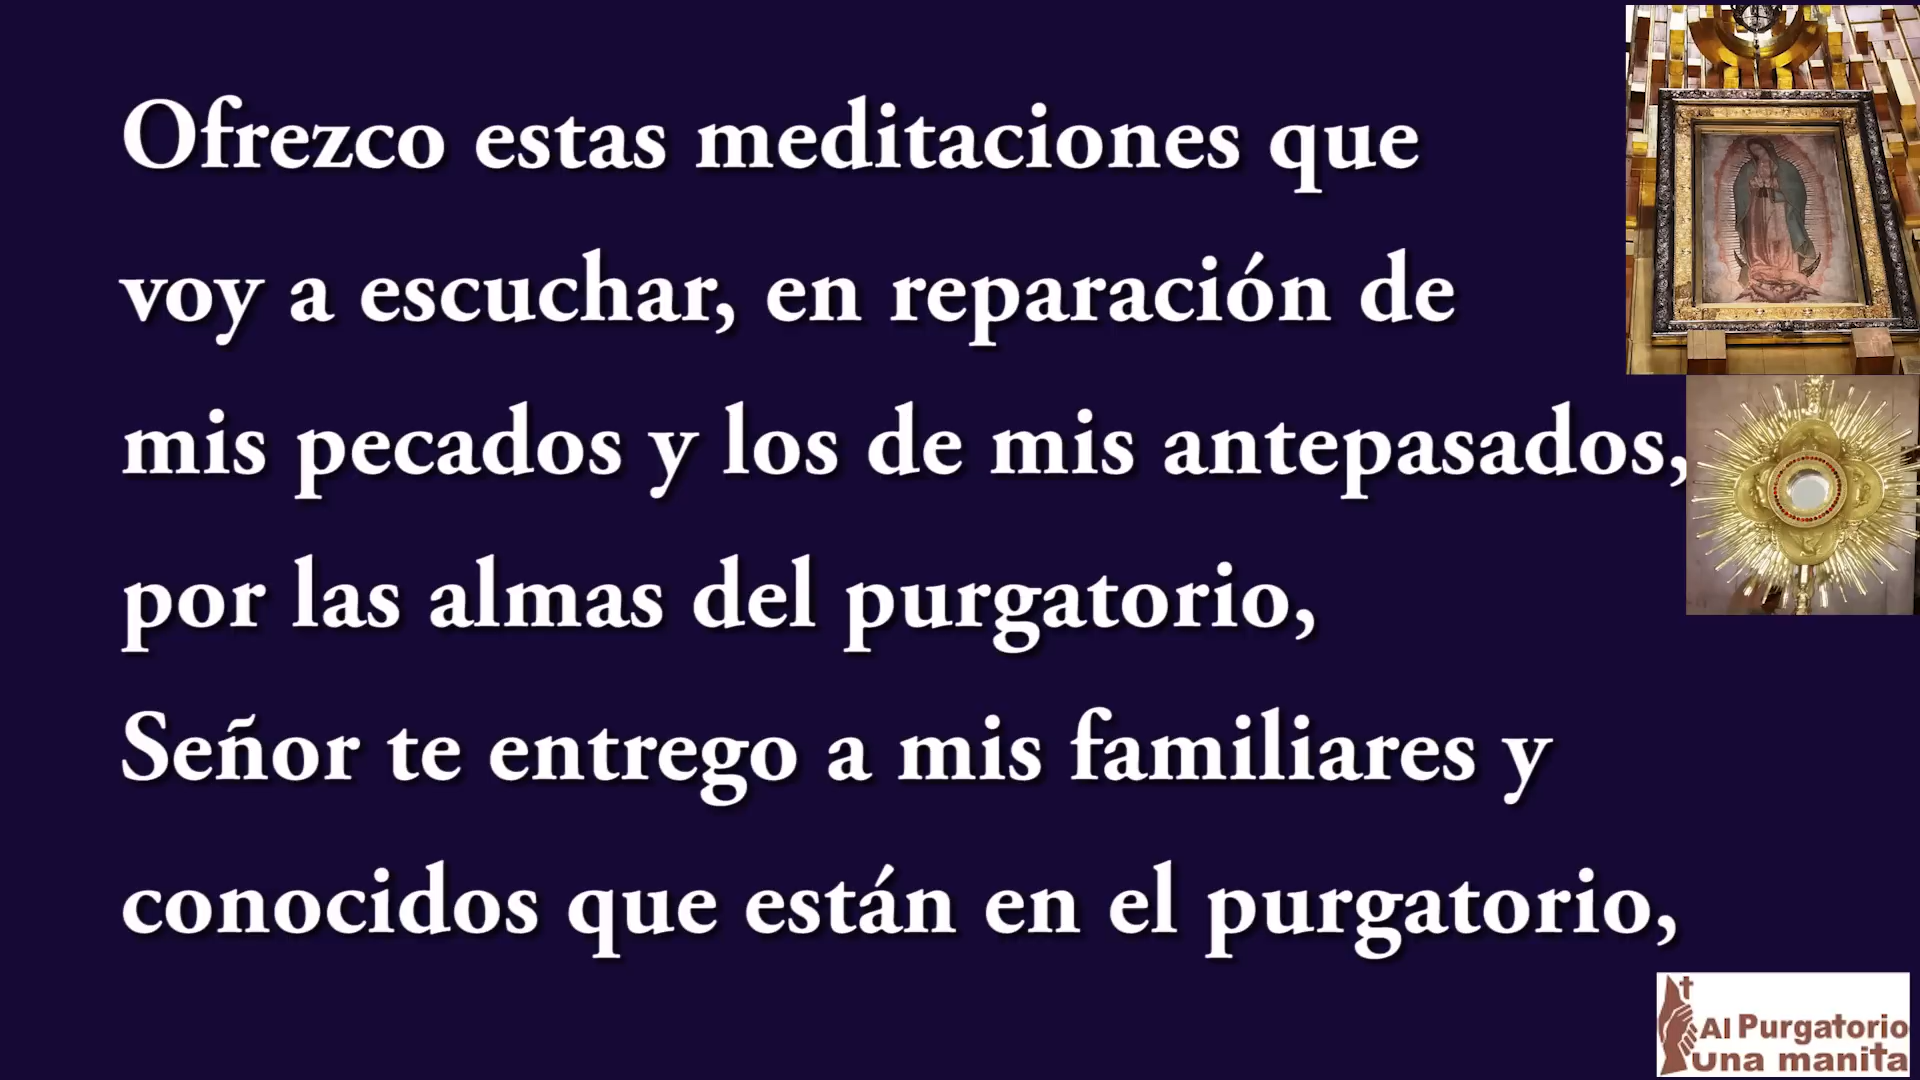 Ofrezco estas meditaciones que
voy a escuchar, en reparación de
mis pecados y los de mis antepasados,
por las almas del purgatorio,
Señor te entrego a mis familiares y
conocidos que están en el purgatorio,
Al Purgatorio
una manita